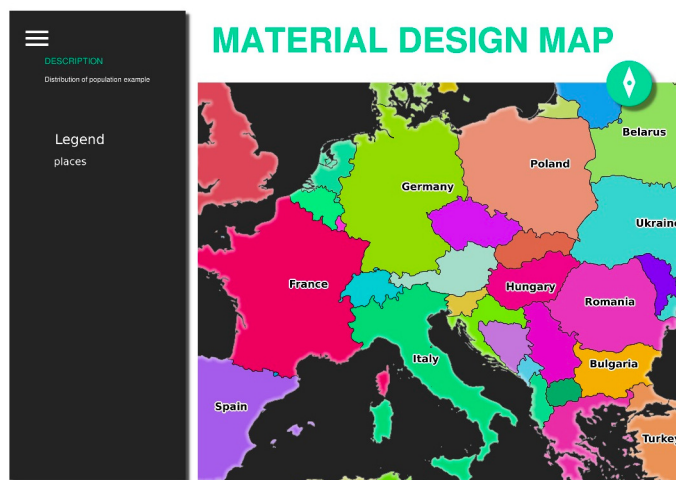 MATERIAL DESIGN MAP
DESCRIPTION
Distribution of population example
Legend
places
Belarus
Poland
Germany
Ukraine
France
Hungary
Romania
Italy
Bulgaria
Spain
Turkey